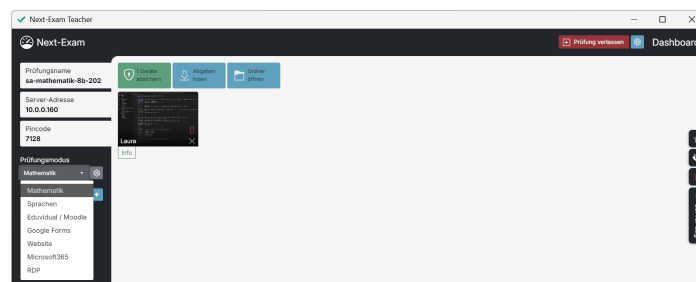 Next-Exam Teacher
Next-Exam
Prüfung verlassen
Dashboard
Prüfungsname
sa-mathematik-8b-202
Server-Adresse
10.0.0.160
Pincode
7128
Prüfungsmodus
Mathematik
Mathematik
Sprachen
Eduvidual / Moodle
Google Forms
Website
Microsoft365
RDP
1 Geräte
absichern
Abgaben
holen
Ordner
öffnen
Laura
Info